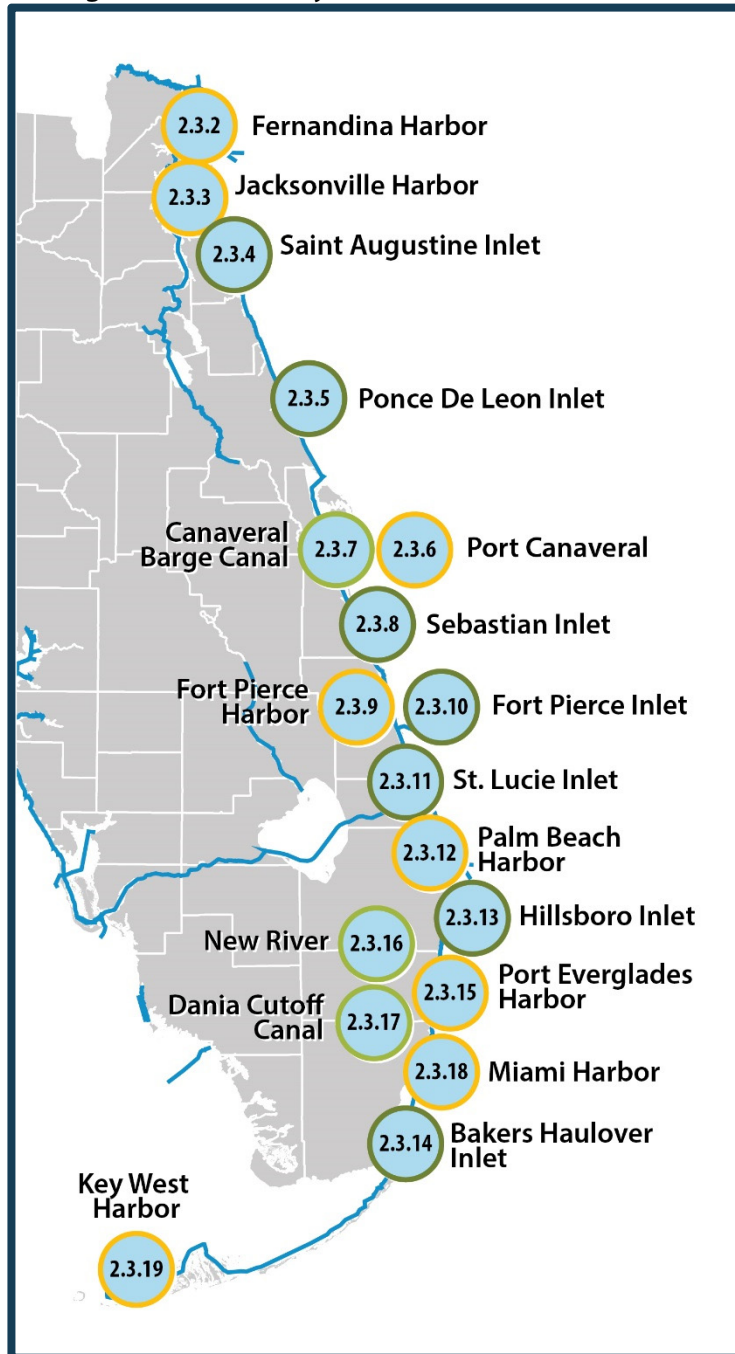 2.3.2
Fernandina Harbor
2.3.3
Jacksonville Harbor
2.3.4
Saint Augustine Inlet
2.3.5
Ponce De Leon Inlet
Canaveral
Barge Canal
2.3.7
2.3.6
Port Canaveral
2.3.8
Sebastian Inlet
Fort Pierce
Harbor
2.3.9
2.3.10
Fort Pierce Inlet
2.3.11
St. Lucie Inlet
2.3.12
Palm Beach
Harbor
2.3.13
Hillsboro Inlet
New River
2.3.16
2.3.15
Port Everglades
Harbor
Dania Cutoff
Canal
2.3.17
2.3.18
Miami Harbor
2.3.14
Bakers Haulover
Inlet
Key West
Harbor
2.3.19